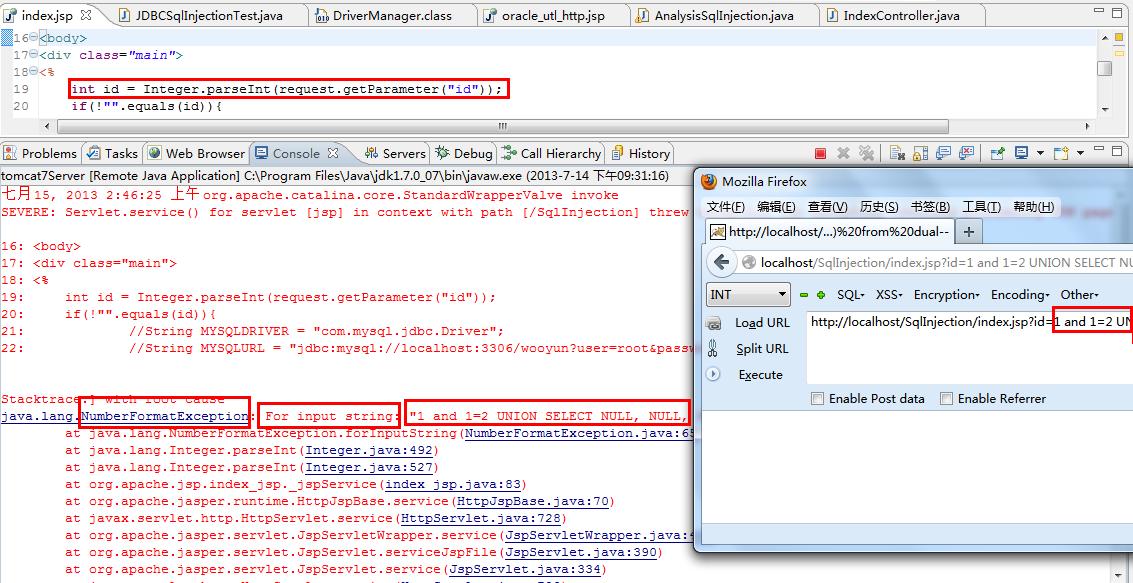 index.jsp
JDBCSqlInjectionTest.java
DriverManager.class
oracle_utl_http.jsp
AnalysisSqlInjection.java
IndexController.java
16 <body>
17 <div class="main">
18 <%
19 int id = Integer.parseInt(request.getParameter("id"));
20 if(!"".equals(id)){
Problems Tasks Web Browser Console Servers Debug Call Hierarchy History
tomcat7Server [Remote Java Application] C:\Program Files\Java\jdk1.7.0_07\bin\javaw.exe (2013-7-14 下午09:31:16)
七月 15, 2013 2:46:25 上午 org.apache.catalina.core.StandardWrapperValve invoke
SEVERE: Servlet.service() for servlet [jsp] in context with path [/SqlInjection] threw
16: <body>
17: <div class="main">
18: <%
19: int id = Integer.parseInt(request.getParameter("id"));
20: if(!"".equals(id)){
21: //String MYSQLDRIVER = "com.mysql.jdbc.Driver";
22: //String MYSQLURL = "jdbc:mysql://localhost:3306/wooyun?user=root&passw
Stacktrace:] with root cause
java.lang.NumberFormatException: For input string: "1 and 1=2 UNION SELECT NULL, NULL,
at java.lang.NumberFormatException.forInputString(NumberFormatException.java:65
at java.lang.Integer.parseInt(Integer.java:492)
at java.lang.Integer.parseInt(Integer.java:527)
at org.apache.jsp.index_jsp._jspService(index_jsp.java:83)
at org.apache.jasper.runtime.HttpJspBase.service(HttpJspBase.java:70)
at javax.servlet.http.HttpServlet.service(HttpServlet.java:728)
at org.apache.jasper.servlet.JspServletWrapper.service(JspServletWrapper.java:4
at org.apache.jasper.servlet.JspServlet.serviceJspFile(JspServlet.java:390)
at org.apache.jasper.servlet.JspServlet.service(JspServlet.java:334)
Mozilla Firefox
文件(F) 编辑(E) 查看(V) 历史(S) 书签(B) 工具(T) 帮助(H)
http://localhost/...)%20from%20dual--
localhost/SqlInjection/index.jsp?id=1 and 1=2 UNION SELECT NU
INT SQL XSS Encryption Encoding Other
Load URL http://localhost/SqlInjection/index.jsp?id=1 and 1=2 UN
Split URL
Execute
Enable Post data Enable Referrer